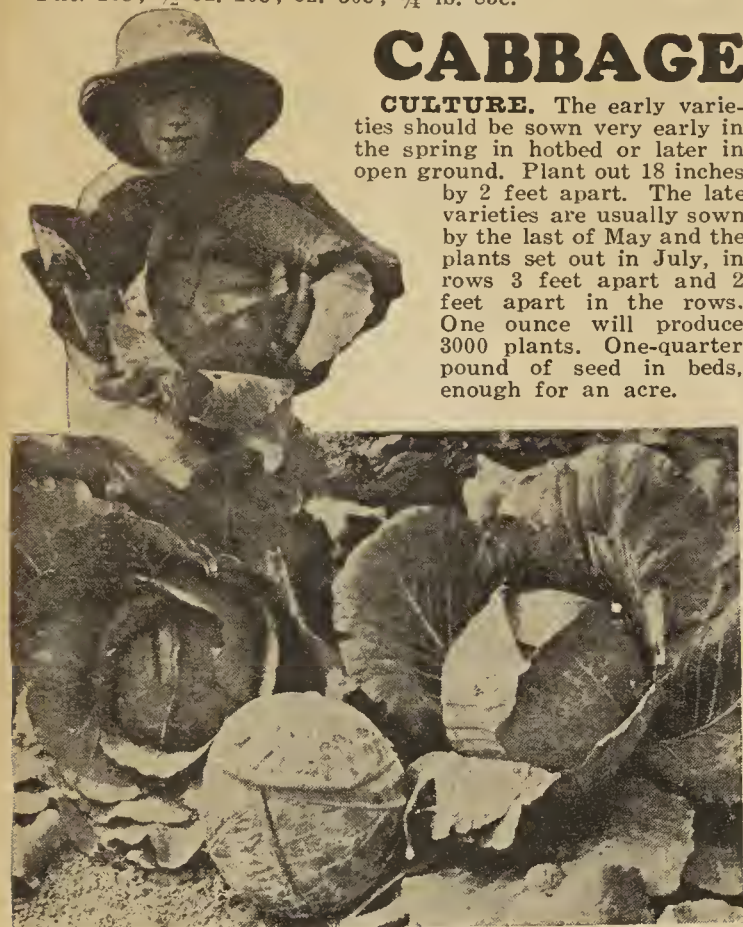 CABBAGE
CULTURE. The early varie-
ties should be sown very early in
the spring in hotbed or later in
open ground. Plant out 18 inches
by 2 feet apart. The late
varieties are usually sown
by the last of May and the
plants set out in July, in
rows 3 feet apart and 2
feet apart in the rows.
One ounce will produce
3000 plants. One-quarter
pound of seed in beds,
enough for an acre.